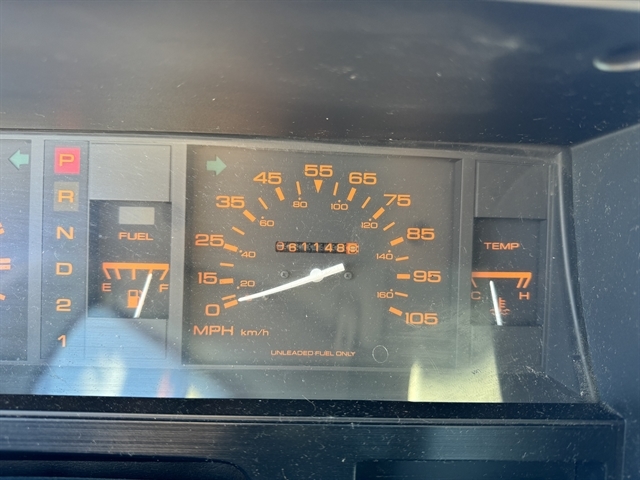 P
R
N
D
2
1
FUEL
E F
0 15 25 35 45 55 65 75 85 95 105
20 40 60 80 100 120 140 160
MPH km/h
UNLEADED FUEL ONLY
TEMP
C H